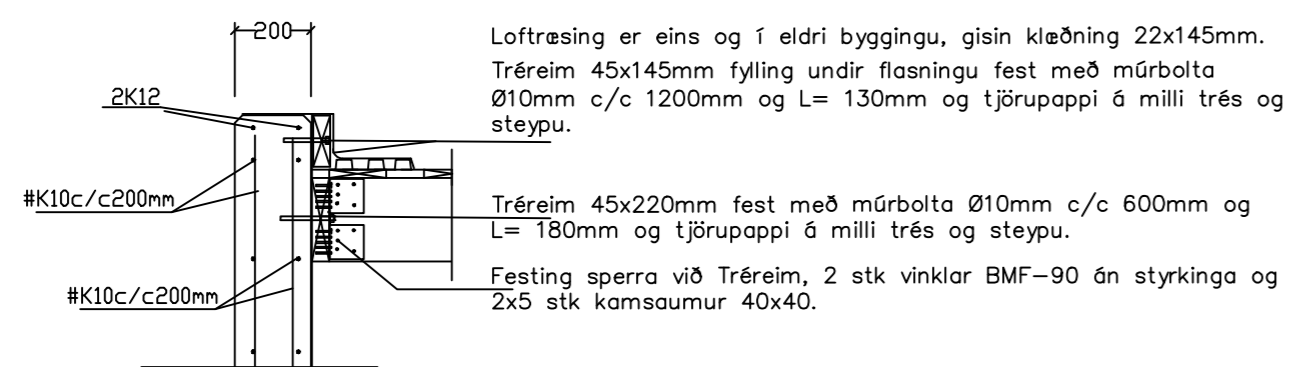 200
Loftræsing er eins og í eldri byggingu, gisin klæðning 22x145mm.
Tréreim 45x145mm fylling undir flasningu fest með múrbolta
Ø10mm c/c 1200mm og L= 130mm og tjörupappi á milli trés og
steypu.
2K12
#K10c/c200mm
Tréreim 45x220mm fest með múrbolta Ø10mm c/c 600mm og
L= 180mm og tjörupappi á milli trés og steypu.
Festing sperra við Tréreim, 2 stk vinklar BMF-90 án styrkinga og
2x5 stk kamsaumur 40x40.
#K10c/c200mm